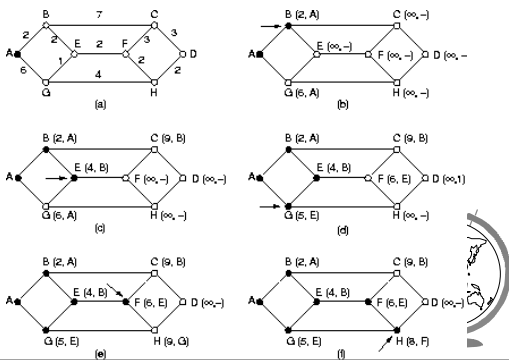 B 7 C
2 2 3 3
A E 2 F D
6 1 2 2
G 4 H
(a)
B (2, A) C (∞, −)
A E (∞, −) F (∞, −) D (∞, −
G (6, A) H (∞, −)
(b)
B (2, A) C (9, B)
A E (4, B) F (∞, −) D (∞, −)
G (6, A) H (∞, −)
(c)
B (2, A) C (9, B)
A E (4, B) F (6, E) D (∞, 1)
G (5, E) H (∞, −)
(d)
B (2, A) C (9, B)
A E (4, B) F (6, E) D (∞, −)
G (5, E) H (9, G)
(e)
B (2, A) C (9, B)
A E (4, B) F (6, E) D (∞, −)
G (5, E) H (8, F)
(f)